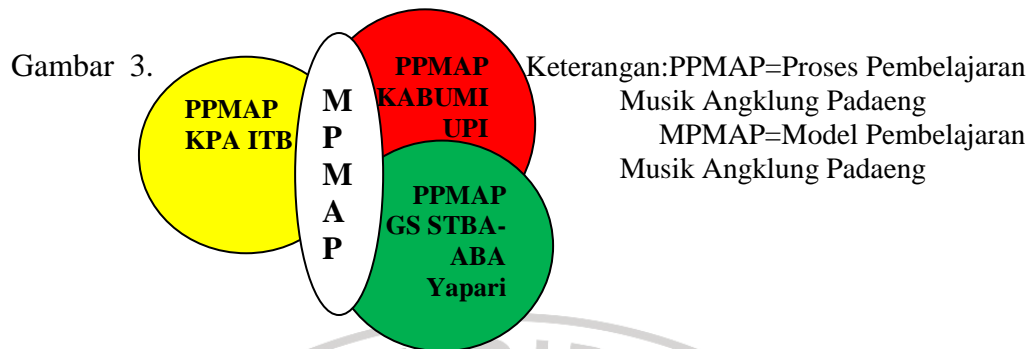 Gambar 3.
PPMAP
KPA ITB
M
P
M
A
P
PPMAP
KABUMI
UPI
PPMAP
GS STBA-
ABA
Yapari
Keterangan:PPMAP=Proses Pembelajaran
Musik Angklung Padaeng
MPMAP=Model Pembelajaran
Musik Angklung Padaeng